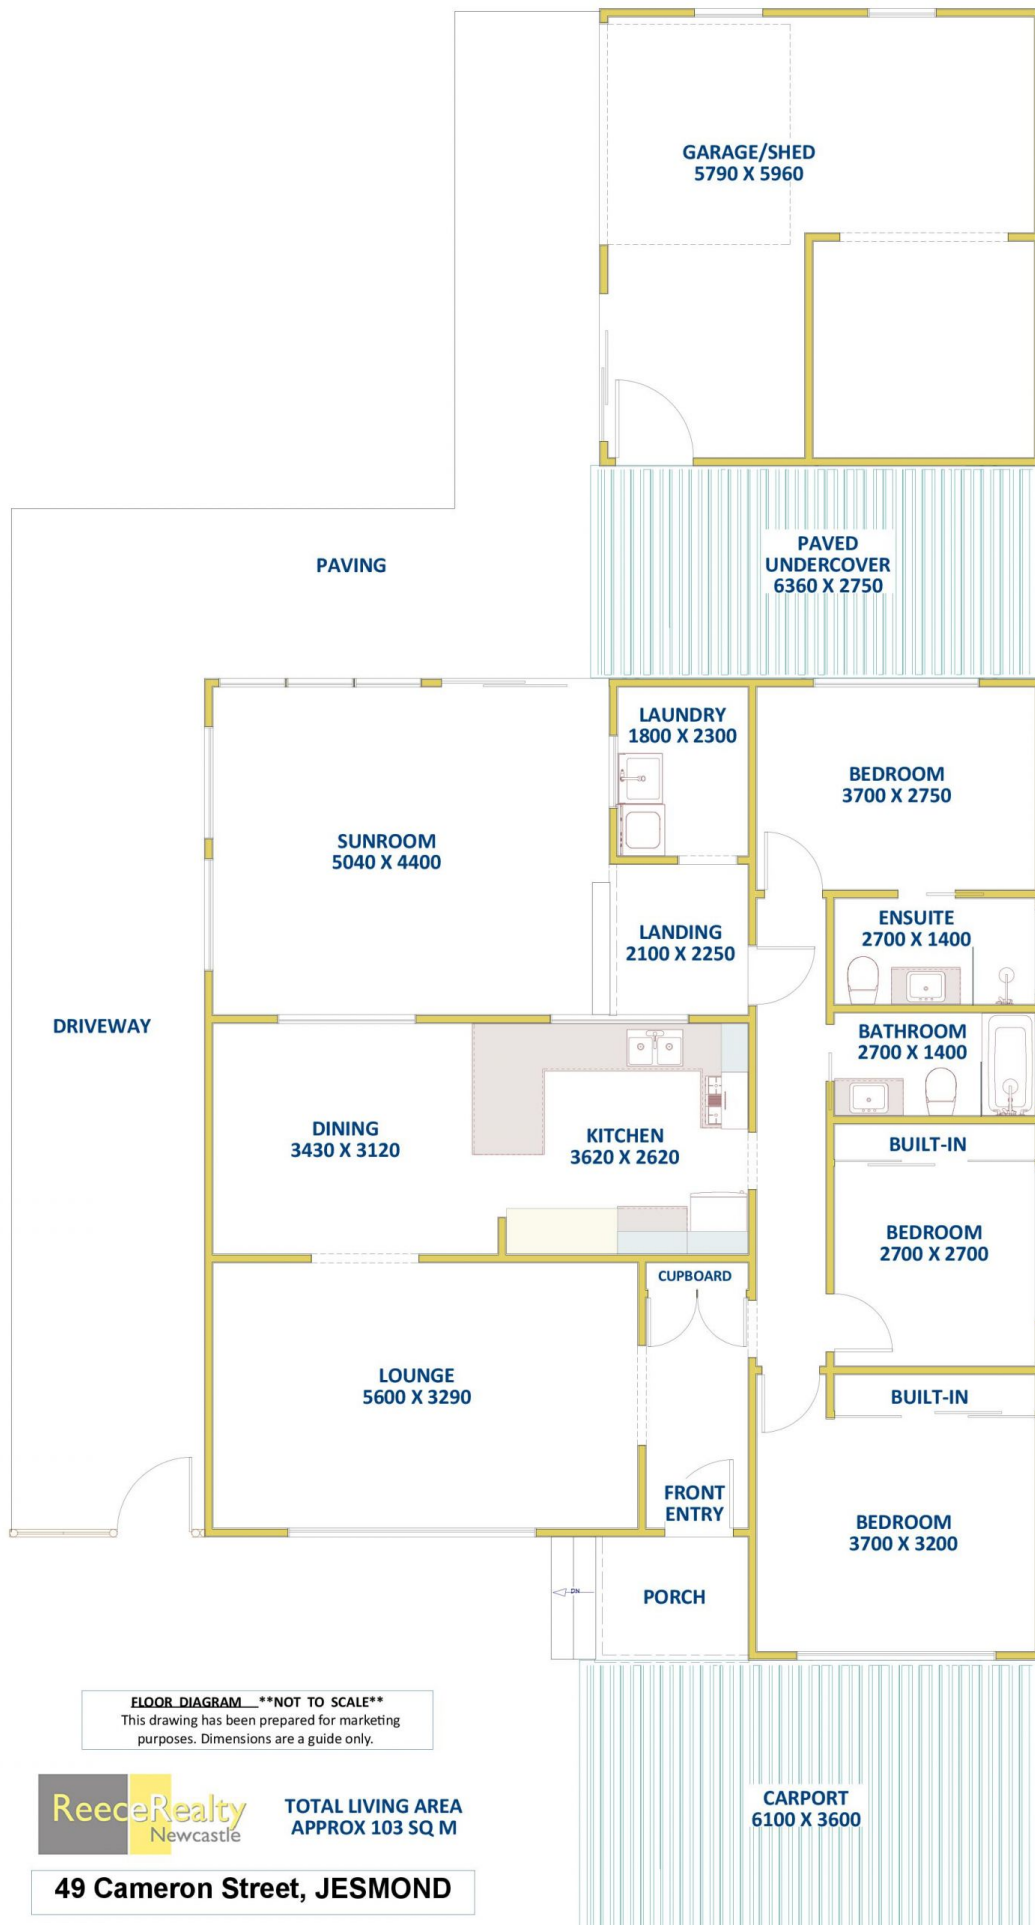 GARAGE/SHED
5790 X 5960
PAVED
UNDERCOVER
6360 X 2750
PAVING
LAUNDRY
1800 X 2300
BEDROOM
3700 X 2750
SUNROOM
5040 X 4400
LANDING
2100 X 2250
ENSUITE
2700 X 1400
DRIVEWAY
BATHROOM
2700 X 1400
DINING
3430 X 3120
KITCHEN
3620 X 2620
BUILT-IN
BEDROOM
2700 X 2700
CUPBOARD
LOUNGE
5600 X 3290
BUILT-IN
FRONT
ENTRY
BEDROOM
3700 X 3200
DN
PORCH
FLOOR DIAGRAM **NOT TO SCALE**
This drawing has been prepared for marketing
purposes. Dimensions are a guide only.
ReeceRealty
Newcastle
TOTAL LIVING AREA
APPROX 103 SQ M
CARPORT
6100 X 3600
49 Cameron Street, JESMOND